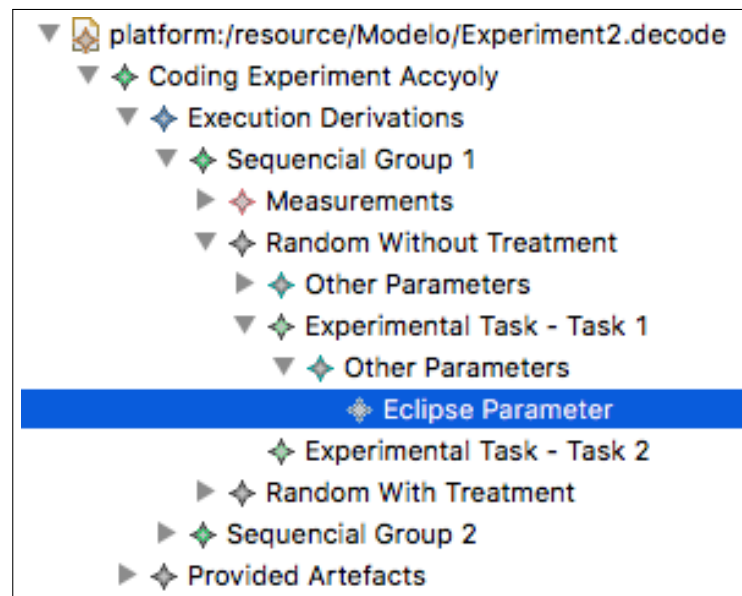 platform:/resource/Modelo/Experiment2.decode
Coding Experiment Accyoly
Execution Derivations
Sequencial Group 1
Measurements
Random Without Treatment
Other Parameters
Experimental Task - Task 1
Other Parameters
Eclipse Parameter
Experimental Task - Task 2
Random With Treatment
Sequencial Group 2
Provided Artefacts